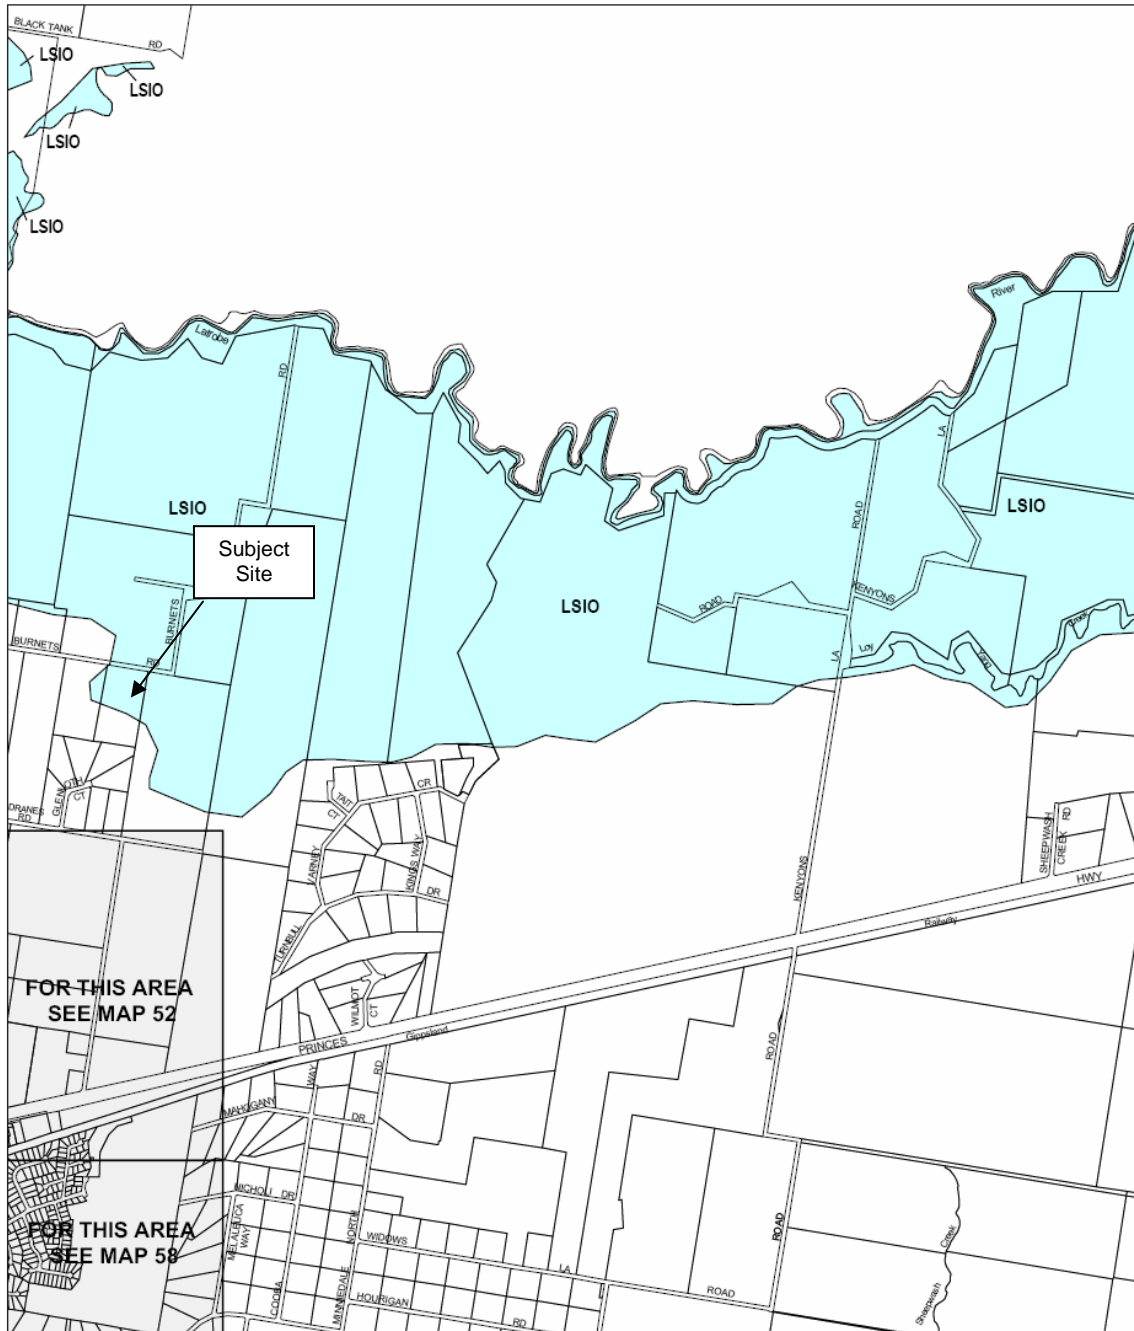 BLACK TANK
RD
LSIO
LSIO
LSIO
LSIO
River
Latrobe
RD
LA
LSIO
ROAD
LSIO
Subject
Site
LSIO
KENYONS
ROAD
BURNETS
BURNETS
RD
Creek
Loy
Yang
LA
GLEN
OTH
CT
DRANES
RD
TAIT
CT
CR
VARNEY
KINGS WAY
DR
TURNBULL
KENYONS
SHEEPWASH
CREEK
RD
HWY
Railway
FOR THIS AREA
SEE MAP 52
WILMOT
CT
PRINCES
Gippsland
WAY
RD
ROAD
MAHOGANY
DR
NICHOLI DR
MELALEUCA
WAY
FOR THIS AREA
SEE MAP 58
NORTH
WIDOWS
LA
ROAD
ROAD
Creek
Sheepwash
COOBA
MINNIEDALE
HOURIGAN
RD